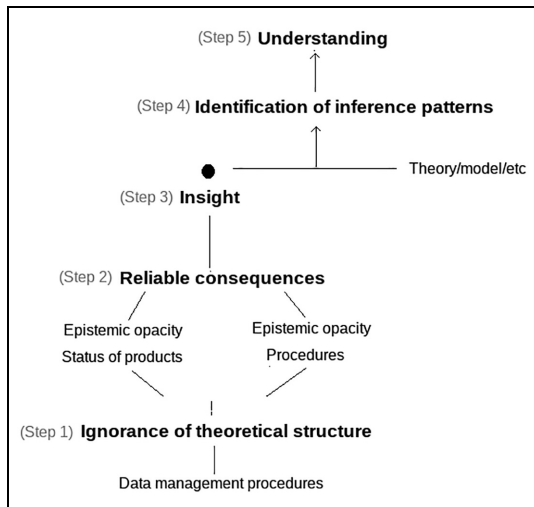 (Step 5) Understanding
(Step 4) Identification of inference patterns
Theory/model/etc
(Step 3) Insight
(Step 2) Reliable consequences
Epistemic opacity
Status of products
Epistemic opacity
Procedures
(Step 1) Ignorance of theoretical structure
Data management procedures